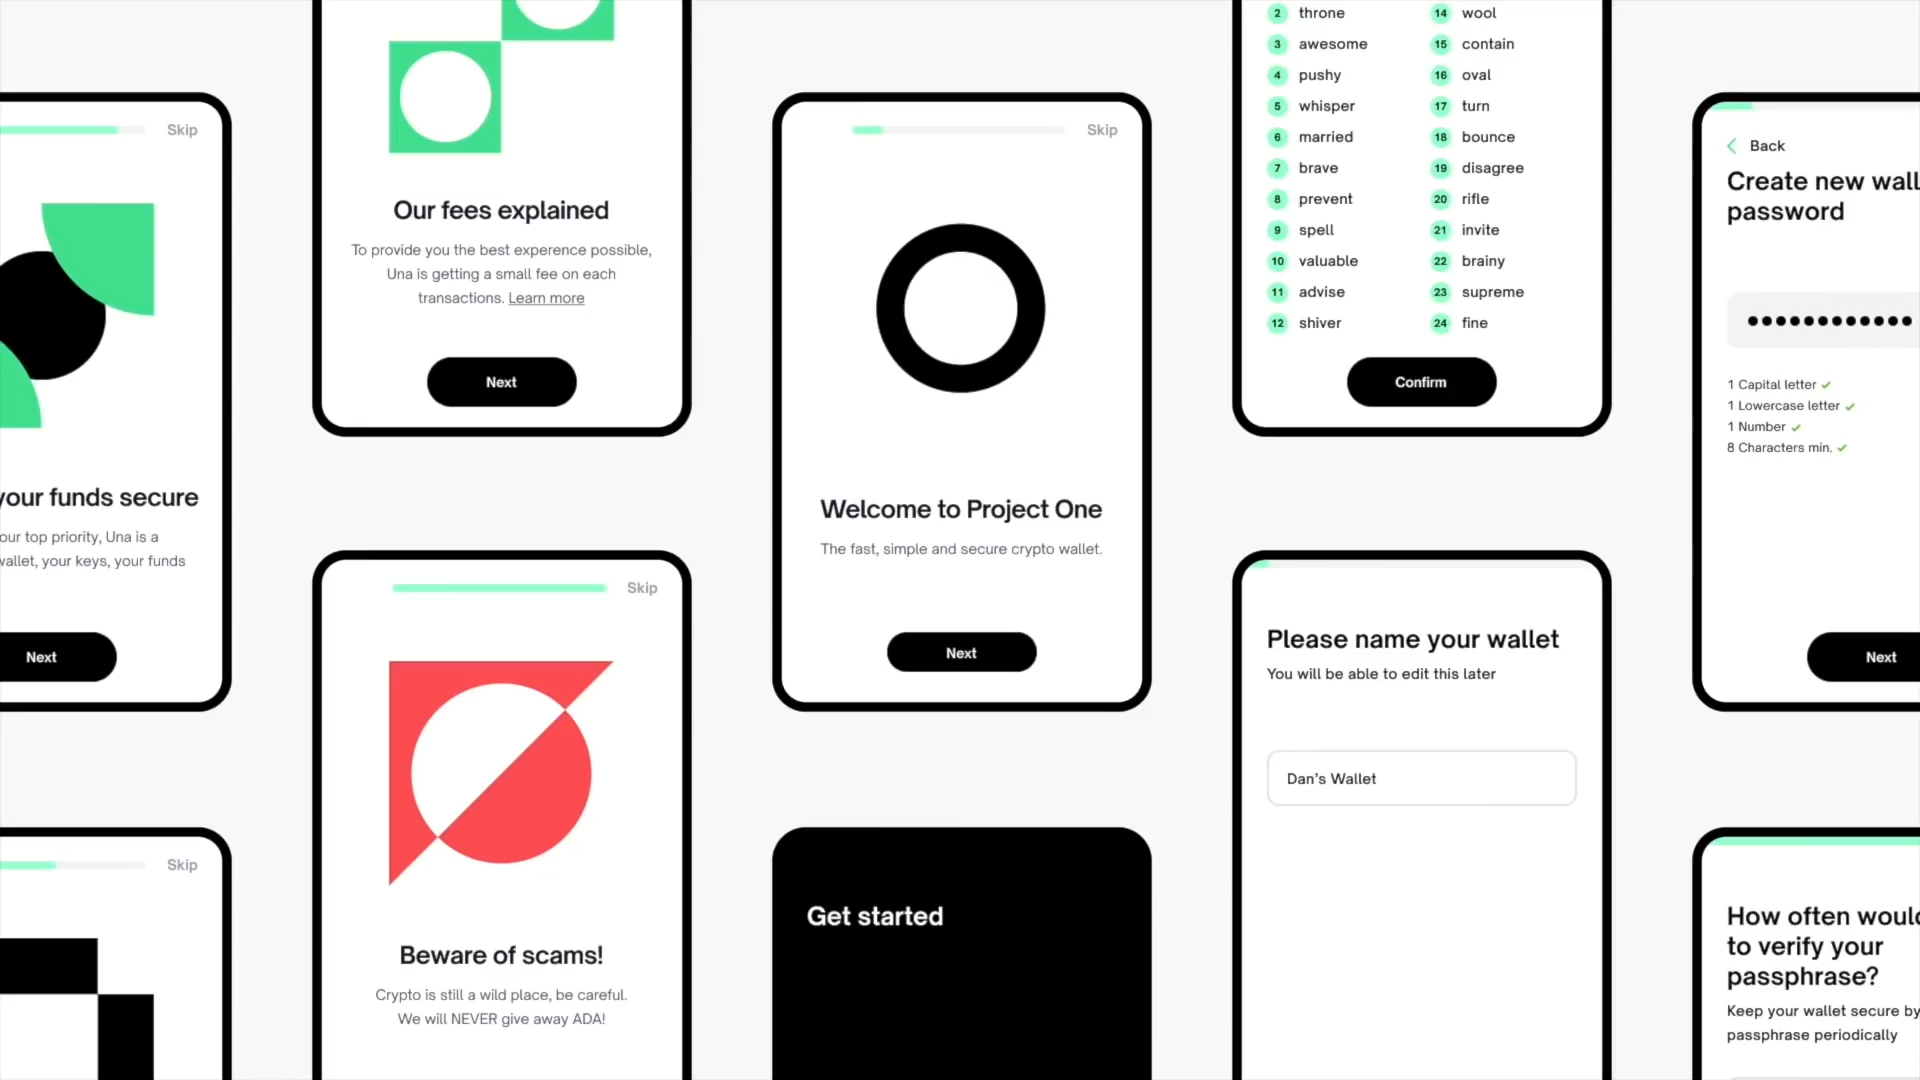 Skip
your funds secure
our top priority, Una is a
wallet, your keys, your funds
Next
Skip
Our fees explained
To provide you the best experence possible,
Una is getting a small fee on each
transactions. Learn more
Next
Skip
Beware of scams!
Crypto is still a wild place, be careful.
We will NEVER give away ADA!
Skip
Welcome to Project One
The fast, simple and secure crypto wallet.
Next
Get started
2 throne
3 awesome
4 pushy
5 whisper
6 married
7 brave
8 prevent
9 spell
10 valuable
11 advise
12 shiver
14 wool
15 contain
16 oval
17 turn
18 bounce
19 disagree
20 rifle
21 invite
22 brainy
23 supreme
24 fine
Confirm
Please name your wallet
You will be able to edit this later
Dan's Wallet
Back
Create new wall
password
1 Capital letter
1 Lowercase letter
1 Number
8 Characters min.
Next
How often would
to verify your
passphrase?
Keep your wallet secure by
passphrase periodically